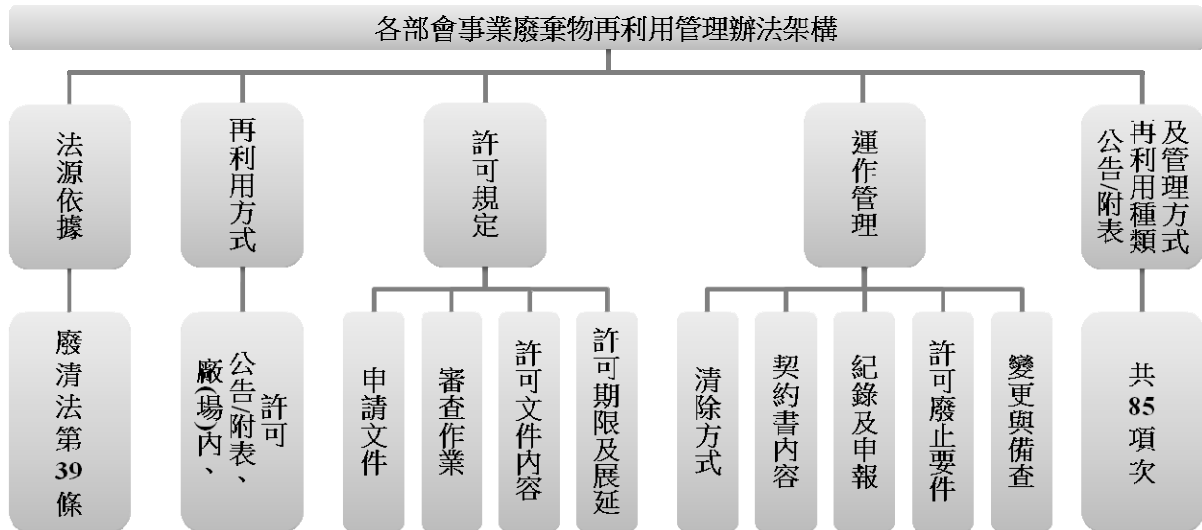 各部會事業廢棄物再利用管理辦法架構
法源依據
再利用方式
許可規定
運作管理
公告/附表
再利用種類
及管理方式
廢清法第39條
廠(場)內、
公告/附表、
許可
申請文件
審查作業
許可文件內容
許可期限及展延
清除方式
契約書內容
紀錄及申報
許可廢止要件
變更與備查
共85項次